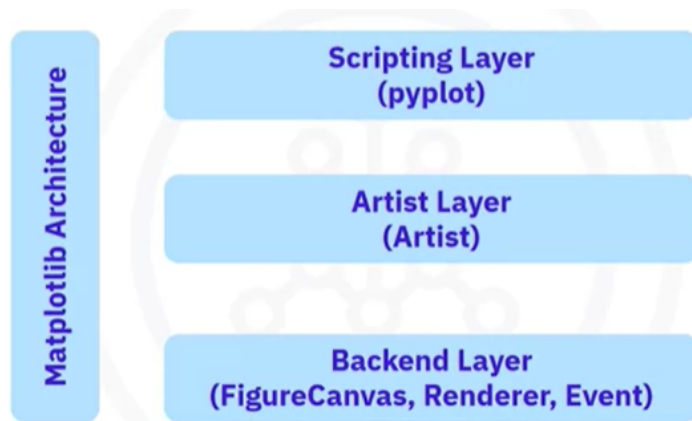 Matplotlib Architecture
Scripting Layer
(pyplot)
Artist Layer
(Artist)
Backend Layer
(FigureCanvas, Renderer, Event)